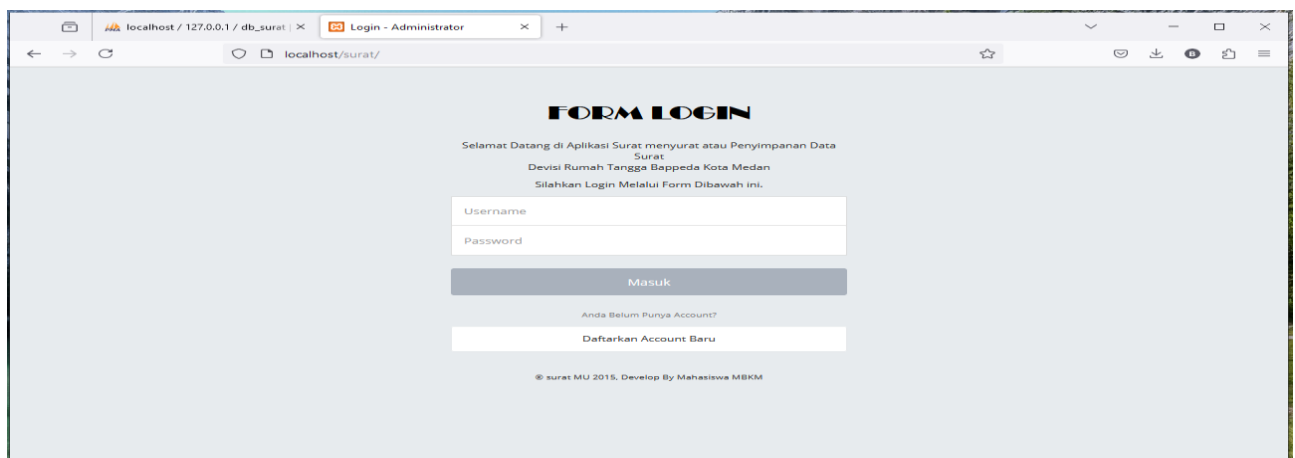 localhost / 127.0.0.1 / db_surat |
Login - Administrator
localhost/surat/
FORM LOGIN
Selamat Datang di Aplikasi Surat menyurat atau Penyimpanan Data
Surat
Devisi Rumah Tangga Bappeda Kota Medan
Silahkan Login Melalui Form Dibawah ini.
Username
Password
Masuk
Anda Belum Punya Account?
Daftarkan Account Baru
© surat MU 2015, Develop By Mahasiswa MBKM